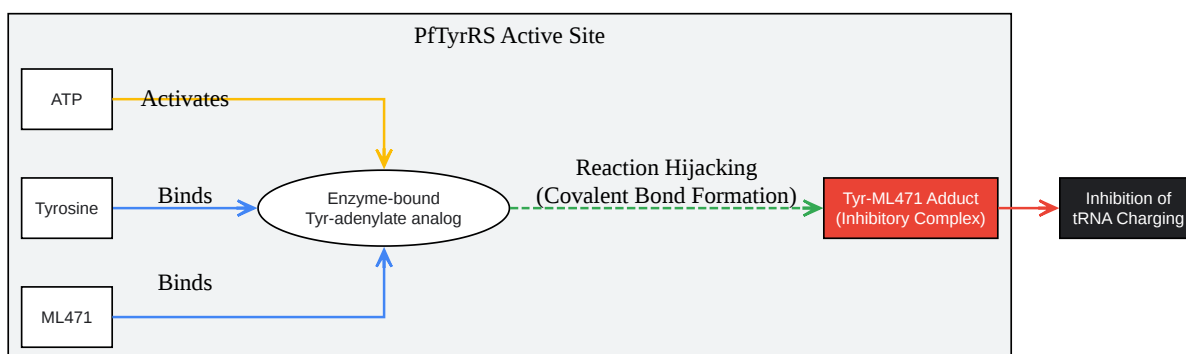 PfTyrRS Active Site
ATP
Activates
Tyrosine
Binds
Enzyme-bound
Tyr-adenylate analog
Reaction Hijacking
(Covalent Bond Formation)
Tyr-ML471 Adduct
(Inhibitory Complex)
Inhibition of
tRNA Charging
ML471
Binds